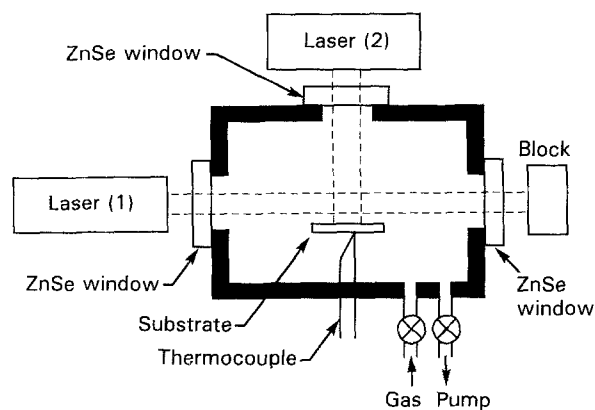 Laser (2)
ZnSe window
Block
Laser (1)
ZnSe window
ZnSe
window
Substrate
Thermocouple
Gas Pump